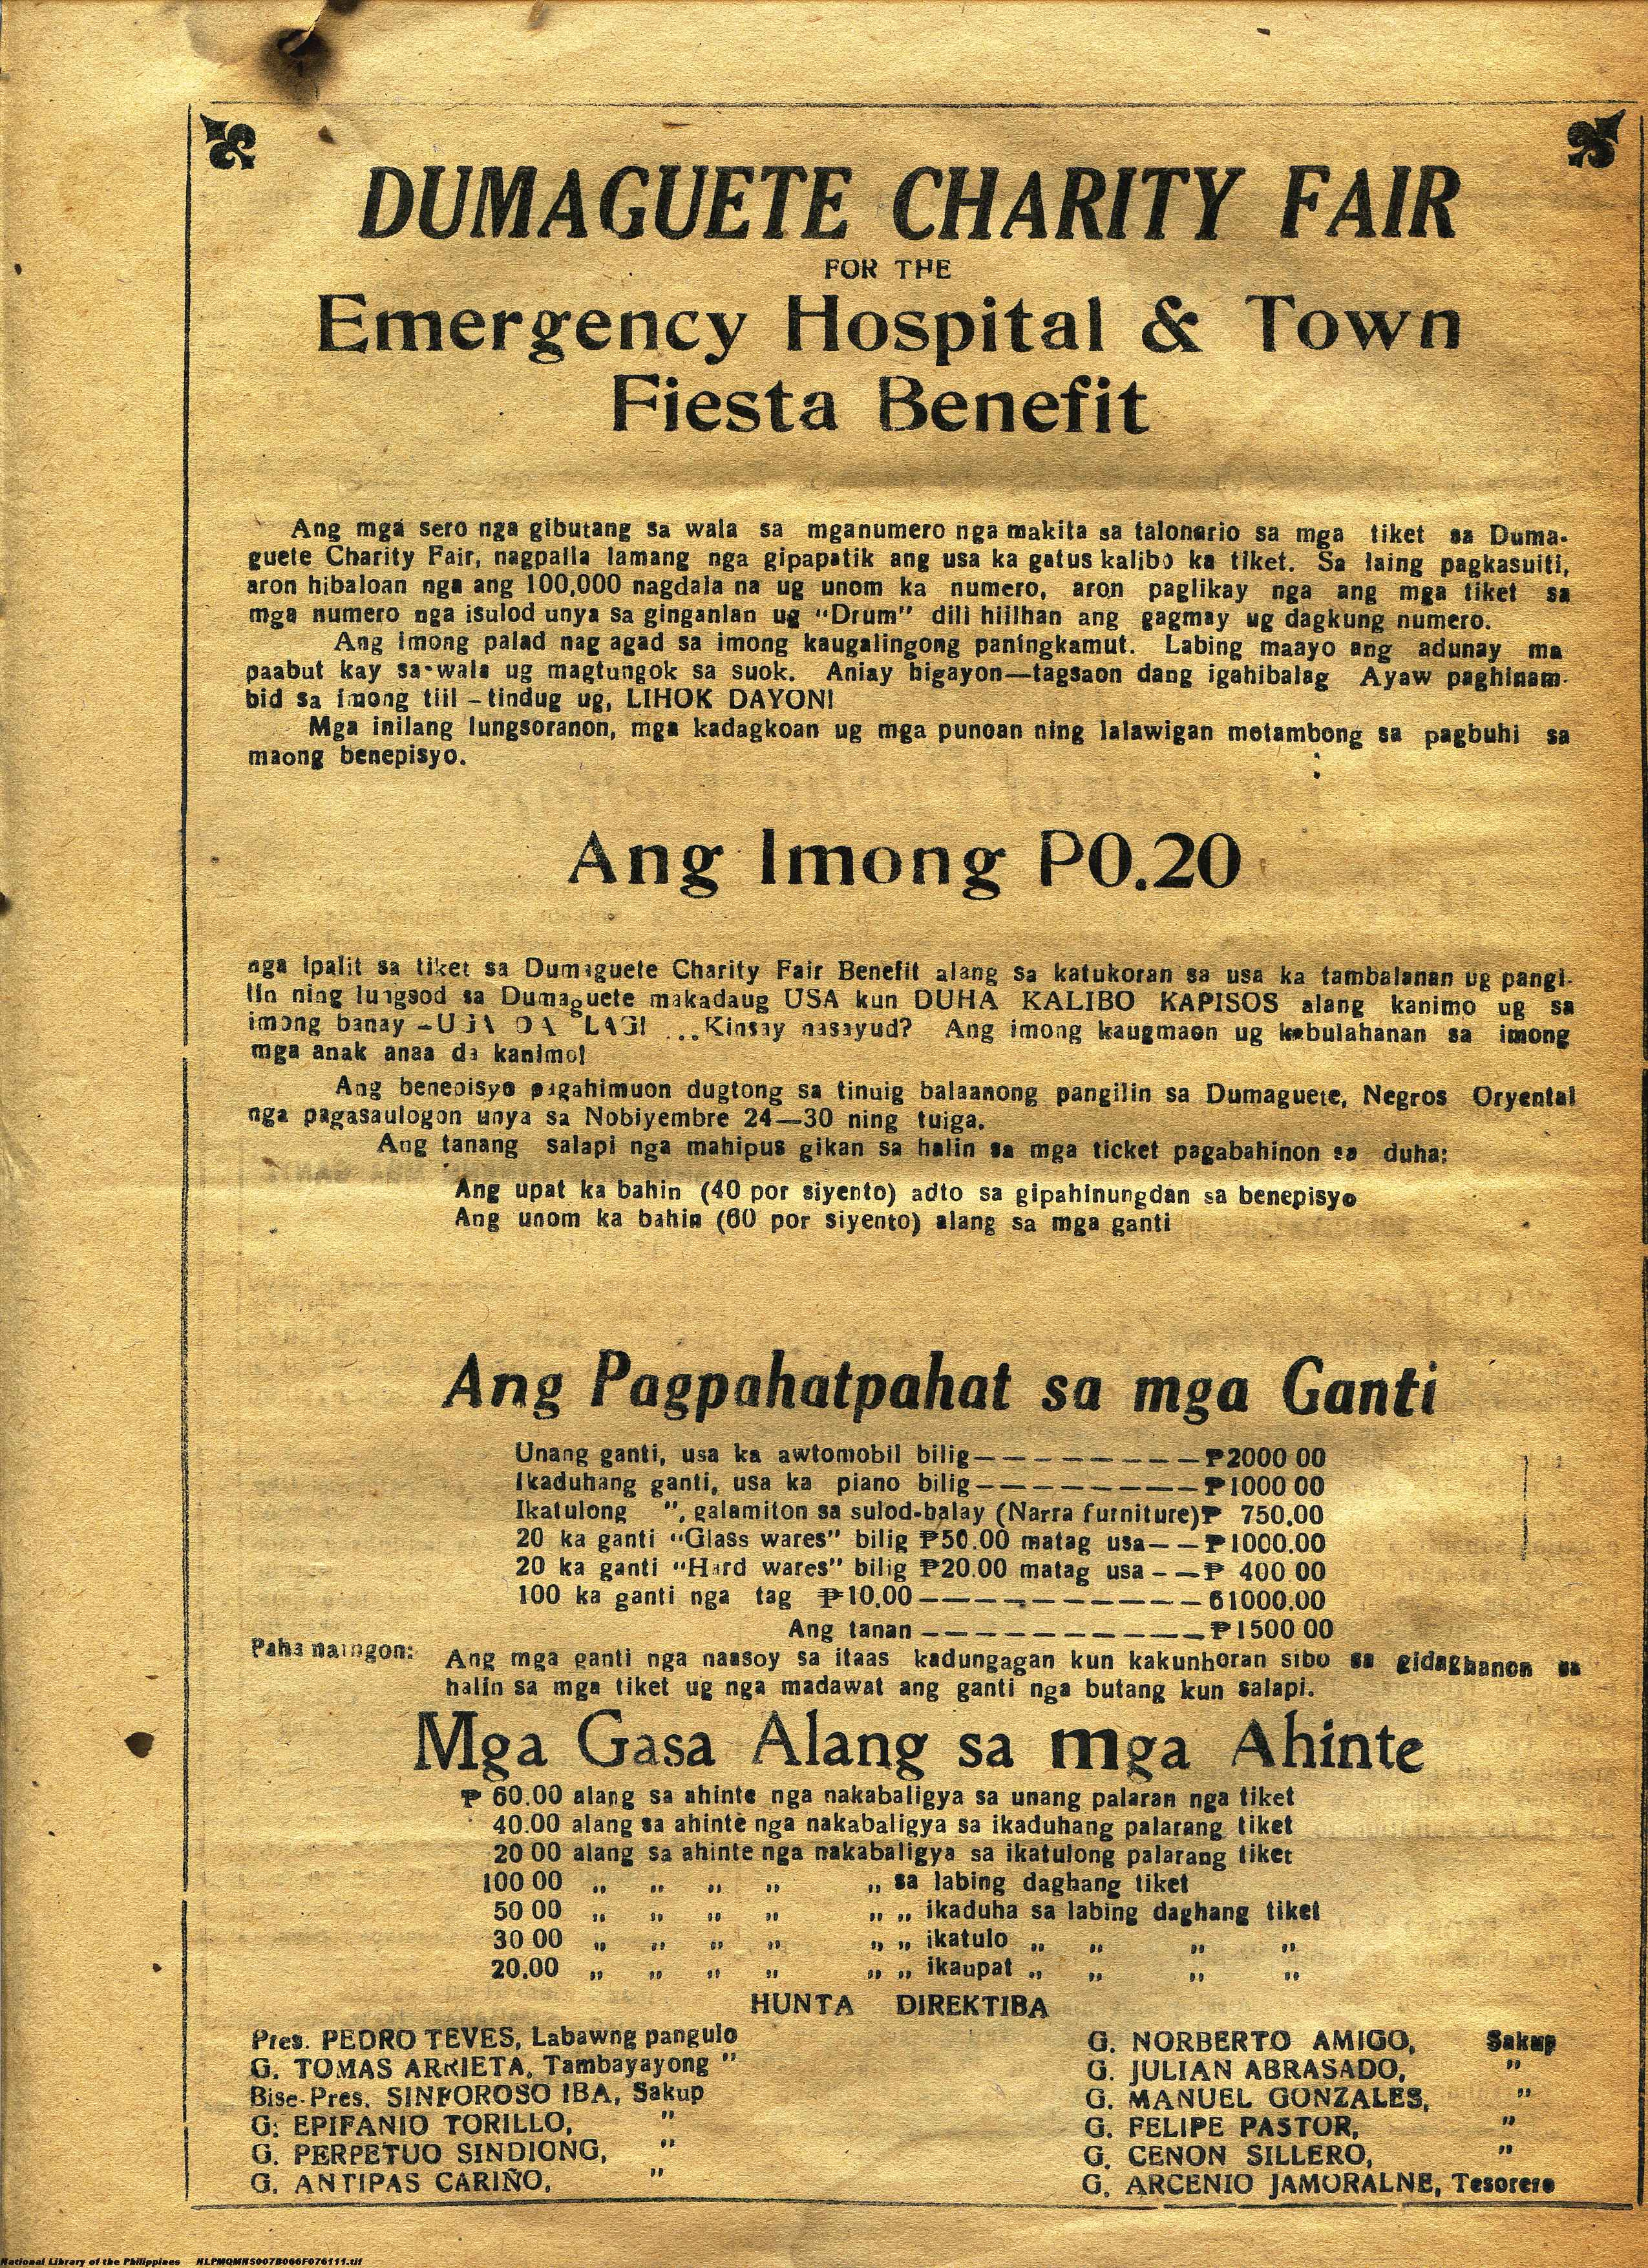 DUMAGUETE CHARITY FAIR
FOR THE
Emergency Hospital & Town
Fiesta Benefit
Ang mga sero nga gibutang sa wala sa mganumero nga makita sa talonario sa mga tiket sa Duma-
guete Charity Fair, nagpaila lamang nga gipapatik ang usa ka gatus kalibo ka tiket. Sa laing pagkasulti,
aron hibaloan nga ang 100,000 nagdala na ug unom ka numero, aron paglikay nga ang mga tiket sa
mga numero nga isulod unya sa ginganlan ug "Drum" dili hiilhan ang gagmay ug dagkung numero.
Ang imong palad nag agad sa imong kaugalingong paningkamut. Labing maayo ang adunay ma
paabut kay sa-wala ug magtungok sa suok. Aniay higayon—tagsaon dang igahibalag Ayaw paghinam-
bid sa imong tiil – tindug ug, LIHOK DAYON!
Mga inilang lungsoranon, mga kadagkoan ug mga punoan ning lalawigan motambong sa pagbuhi sa
maong benepisyo.
Ang Imong P0.20
nga ipalit sa tiket sa Dumaguete Charity Fair Benefit alang sa katukoran sa usa ka tambalanan ug pangi-
lin ning lungsod sa Dumaguete makadaug USA kun DUHA KALIBO KAPISOS alang kanimo ug sa
imong banay – USA DA LAGI ...Kinsay nasayud? Ang imong kaugmaon ug kabulahanan sa imong
mga anak anaa da kanimo!
Ang benepisyo pagahimuon dugtong sa tinuig balaanong pangilin sa Dumaguete, Negros Oryental
nga pagasaulogon unya sa Nobiyembre 24—30 ning tuiga.
Ang tanang salapi nga mahipus gikan sa halin sa mga ticket pagabahinon sa duha:
Ang upat ka bahin (40 por siyento) adto sa gipahinungdan sa benepisyo
Ang unom ka bahin (60 por siyento) alang sa mga ganti
Ang Pagpahatpahat sa mga Ganti
Unang ganti, usa ka awtomobil bilig—————————₱2000 00
Ikaduhang ganti, usa ka piano bilig—————————₱1000 00
Ikatulong ", galamiton sa sulod-balay (Narra furniture)₱ 750.00
20 ka ganti "Glass wares" bilig ₱50.00 matag usa——₱1000.00
20 ka ganti "Hard wares" bilig ₱20.00 matag usa - —₱ 400 00
100 ka ganti nga tag ₱10.00———————————61000.00
Ang tanan ——————————₱1500 00
Paha naingon: Ang mga ganti nga naasoy sa itaas kadungagan kun kakunhoran sibo sa gidaghanon sa
halin sa mga tiket ug nga madawat ang ganti nga butang kun salapi.
Mga Gasa Alang sa mga Ahinte
₱ 60.00 alang sa ahinte nga nakabaligya sa unang palaran nga tiket
40.00 alang sa ahinte nga nakabaligya sa ikaduhang palarang tiket
20 00 alang sa ahinte nga nakabaligya sa ikatulong palarang tiket
100 00 „ „ „ „ „ sa labing daghang tiket
50 00 „ „ „ „ „ „ ikaduha sa labing daghang tiket
30 00 „ „ „ „ „ „ ikatulo „ „ „ „
20.00 „ „ „ „ „ „ ikaupat „ „ „ „
HUNTA DIREKTIBA
Pres. PEDRO TEVES, Labawng pangulo
G. TOMAS ARRIETA, Tambayayong "
Bise-Pres. SINFOROSO IBA, Sakup
G. EPIFANIO TORILLO, "
G. PERPETUO SINDIONG, "
G. ANTIPAS CARIÑO, "
G. NORBERTO AMIGO, Sakup
G. JULIAN ABRASADO, "
G. MANUEL GONZALES, "
G. FELIPE PASTOR, "
G. CENON SILLERO, "
G. ARCENIO JAMORALNE, Tesorero
National Library of the Philippines NLPMQMNS007B066F076111.tif